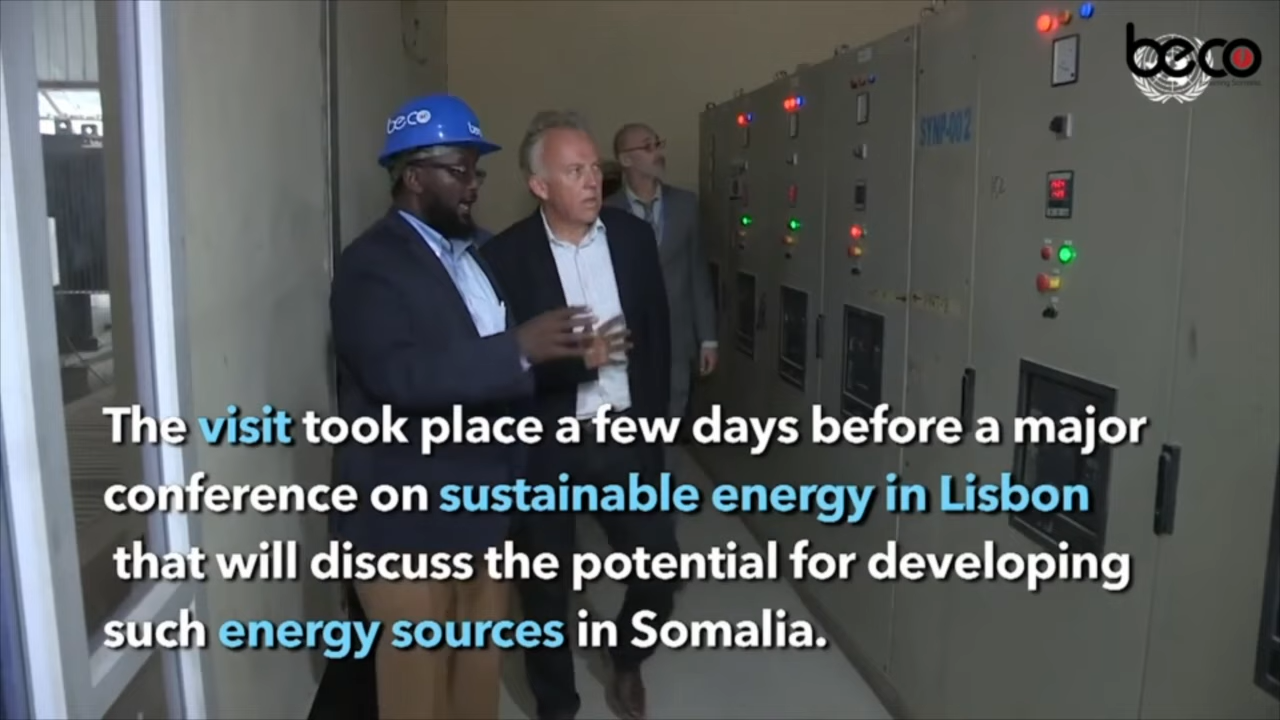 beco
beco
SYNP-002
The visit took place a few days before a major
conference on sustainable energy in Lisbon
that will discuss the potential for developing
such energy sources in Somalia.